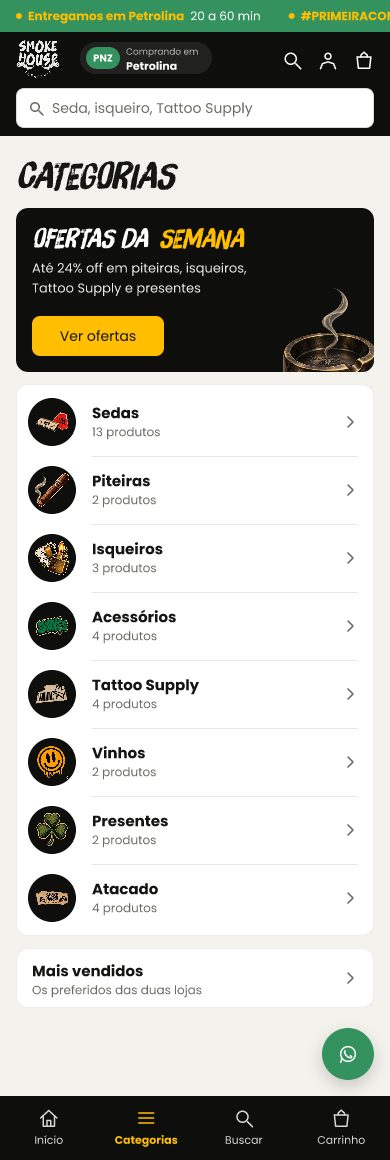 Entregamos em Petrolina 20 a 60 min
#PRIMEIRACO
SMOKE
HOUSE
PNZ
Comprando em
Petrolina
Seda, isqueiro, Tattoo Supply
CATEGORIAS
OFERTAS DA SEMANA
Até 24% off em piteiras, isqueiros,
Tattoo Supply e presentes
Ver ofertas
Sedas
13 produtos
Piteiras
2 produtos
Isqueiros
3 produtos
Acessórios
4 produtos
Tattoo Supply
4 produtos
Vinhos
2 produtos
Presentes
2 produtos
Atacado
4 produtos
Mais vendidos
Os preferidos das duas lojas
Início
Categorias
Buscar
Carrinho